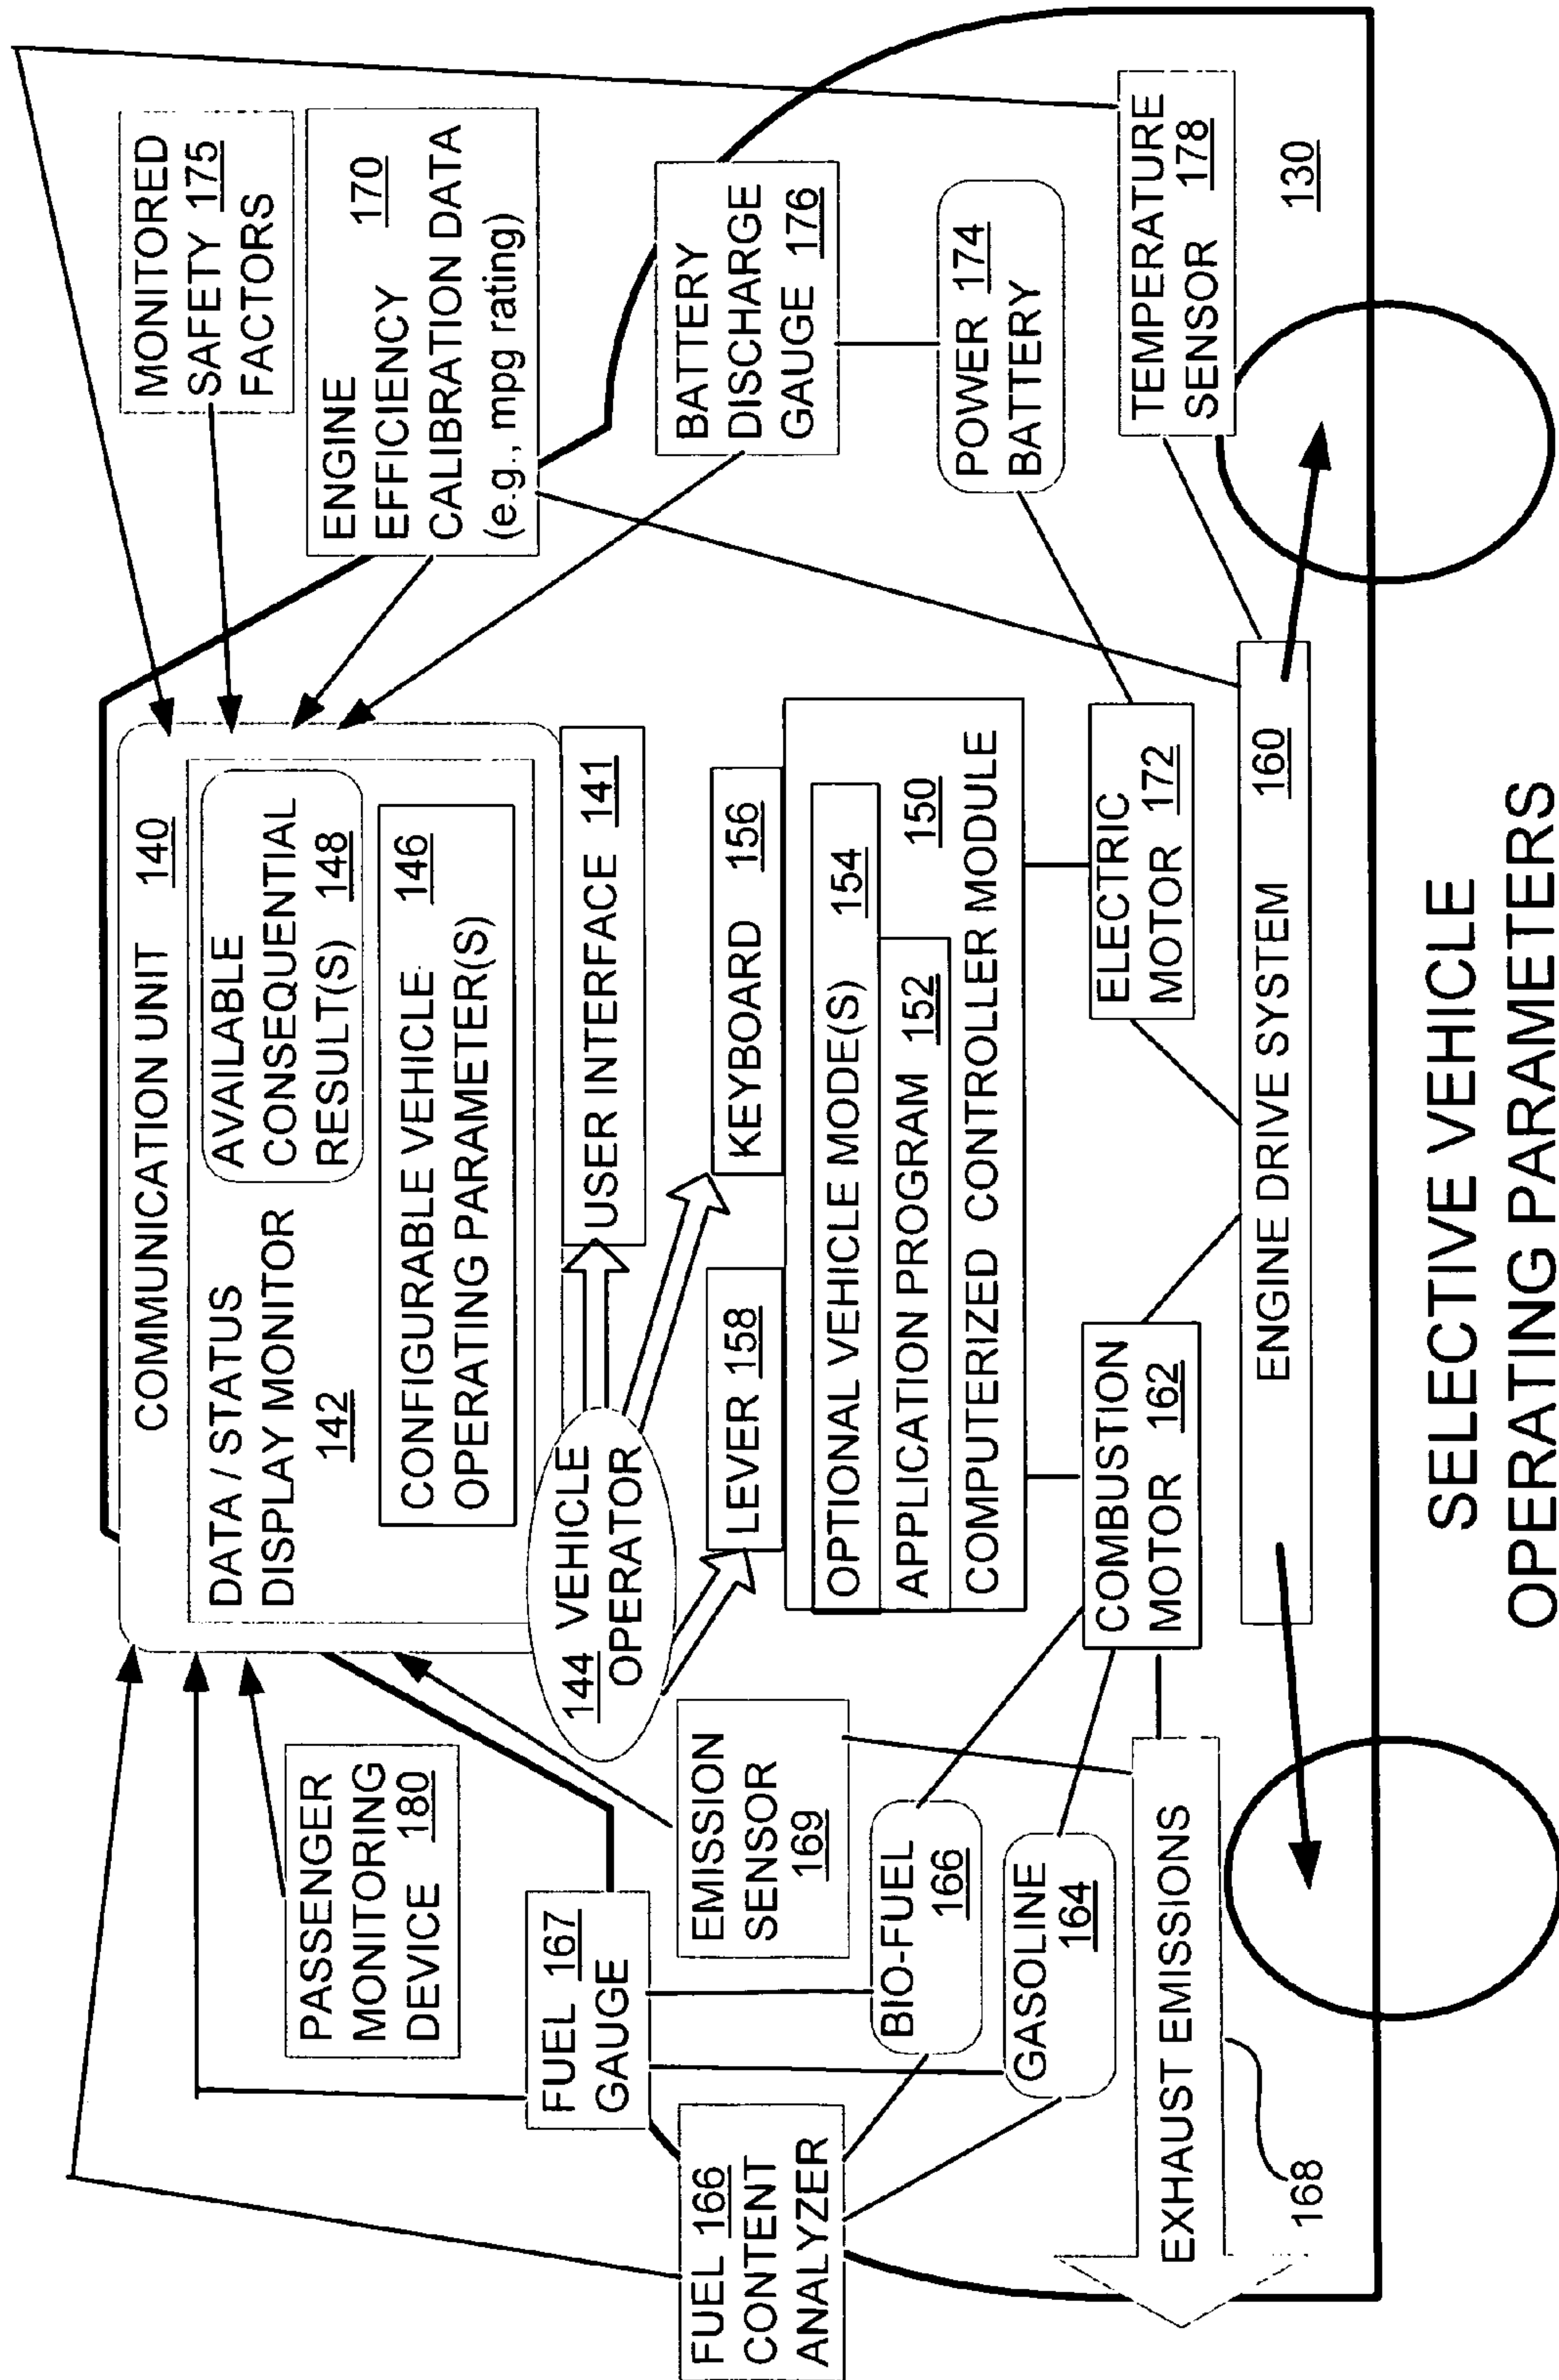 COMMUNICATION UNIT 140
DATA / STATUS
DISPLAY MONITOR
142
AVAILABLE
CONSEQUENTIAL
RESULT(S) 148
CONFIGURABLE VEHICLE 146
OPERATING PARAMETER(S)
USER INTERFACE 141
144 VEHICLE
OPERATOR
LEVER 158
KEYBOARD 156
OPTIONAL VEHICLE MODE(S) 154
APPLICATION PROGRAM 152
150
COMPUTERIZED CONTROLLER MODULE
PASSENGER
MONITORING
DEVICE 180
FUEL 167
GAUGE
FUEL 166
CONTENT
ANALYZER
EMISSION
SENSOR
169
BIO-FUEL
166
GASOLINE
164
EXHAUST EMISSIONS
168
COMBUSTION
MOTOR 162
ELECTRIC
MOTOR 172
ENGINE DRIVE SYSTEM 160
MONITORED
SAFETY 175
FACTORS
ENGINE 170
EFFICIENCY
CALIBRATION DATA
(e.g., mpg rating)
BATTERY
DISCHARGE
GAUGE 176
POWER 174
BATTERY
TEMPERATURE
SENSOR 178
130
SELECTIVE VEHICLE
OPERATING PARAMETERS